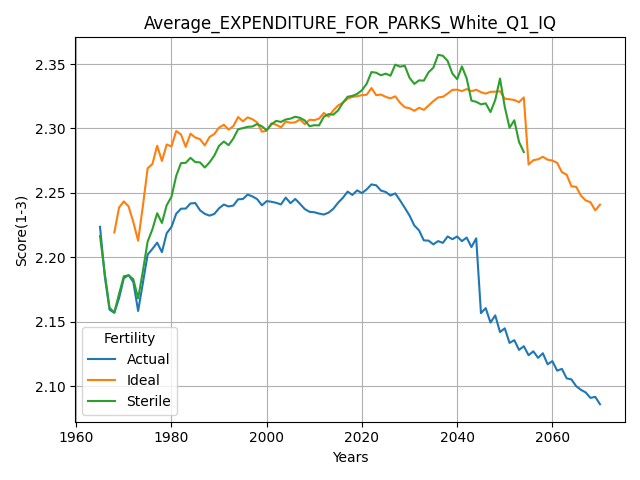 Average_EXPENDITURE_FOR_PARKS_White_Q1_IQ
Score(1-3)
2.35
2.30
2.25
2.20
2.15
2.10
Fertility
Actual
Ideal
Sterile
1960 1980 2000 2020 2040 2060
Years